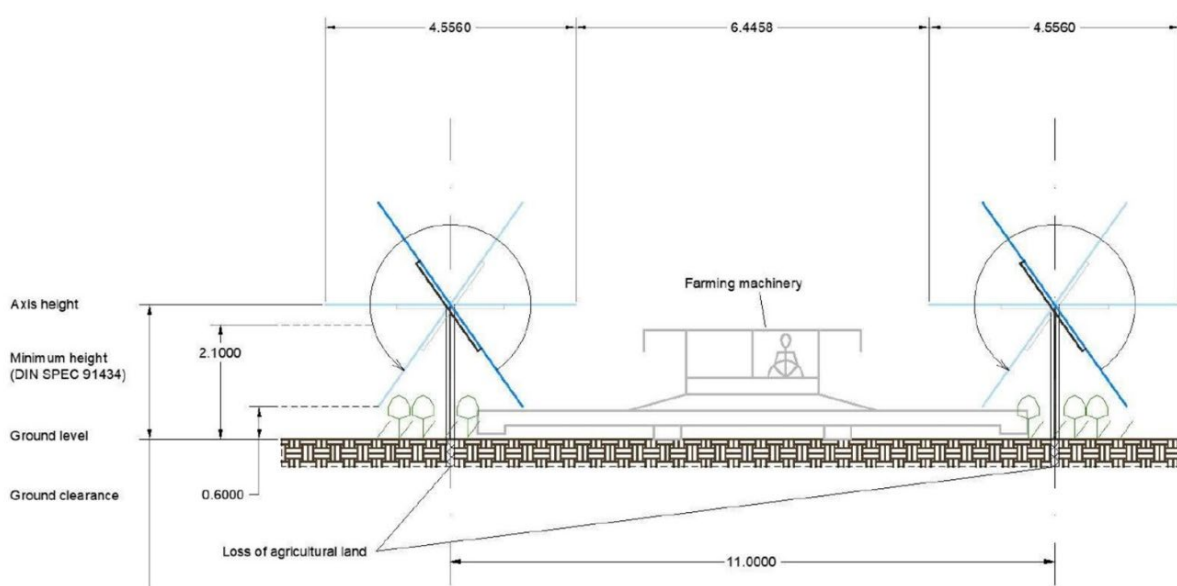 4.5560
6.4458
4.5560
Farming machinery
Axis height
2.1000
Minimum height
(DIN SPEC 91434)
Ground level
Ground clearance
0.6000
Loss of agricultural land
11.0000